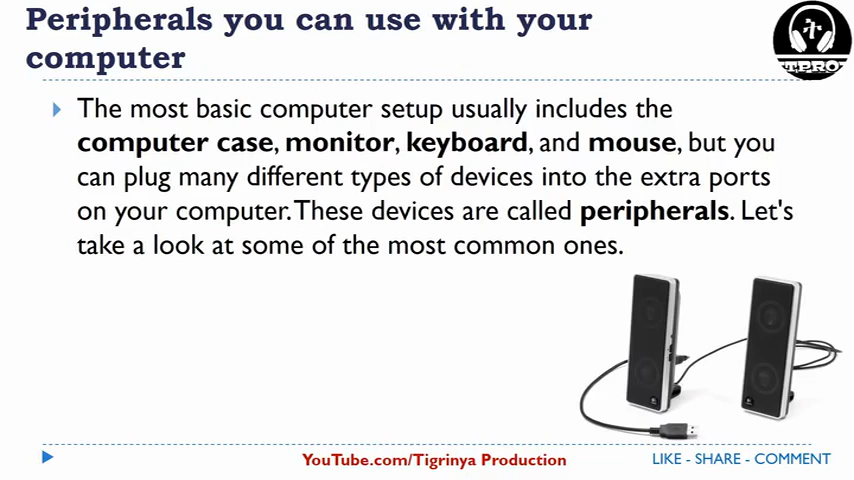 Peripherals you can use with your
computer
The most basic computer setup usually includes the
computer case, monitor, keyboard, and mouse, but you
can plug many different types of devices into the extra ports
on your computer. These devices are called peripherals. Let's
take a look at some of the most common ones.
YouTube.com/Tigrinya Production
LIKE - SHARE - COMMENT